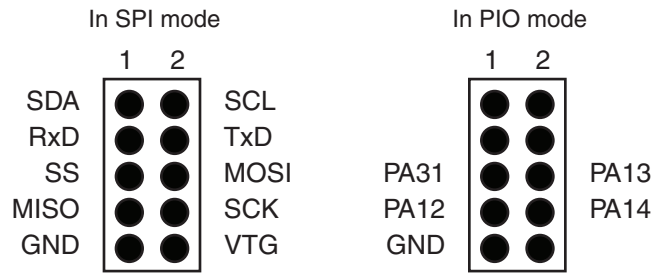 In SPI mode
1 2
SDA SCL
RxD TxD
SS MOSI
MISO SCK
GND VTG
In PIO mode
1 2
PA31 PA13
PA12 PA14
GND